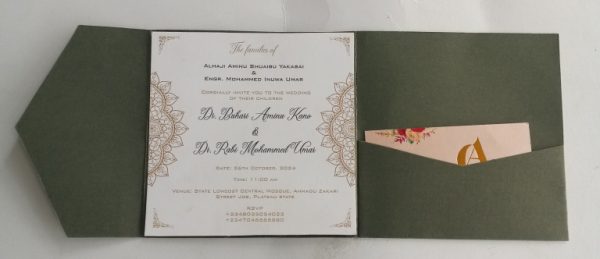 The families of
Alhaji Aminu Shuaibu Yakasai
&
Engr. Mohammed Inuwa Umar
Cordially invite you to the wedding
of their children
Dr. Buhari Aminu Kano
&
Dr. Rabi Mohammed Umar
Date: 26th October, 2024
Time: 11:00 am
Venue: State Lowcost Central Mosque, Ahmadu Zakari
Street Jos, Plateau State
RSVP
A